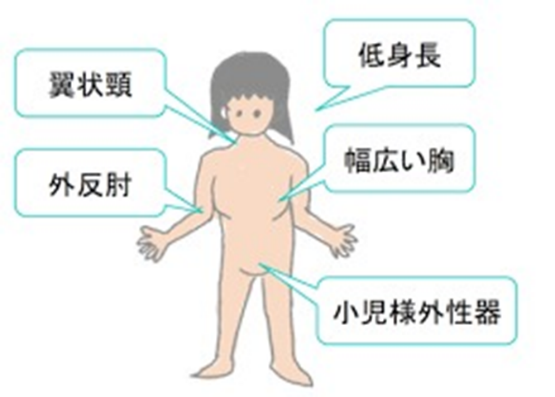 低身長
翼状頸
幅広い胸
外反肘
小児様外性器